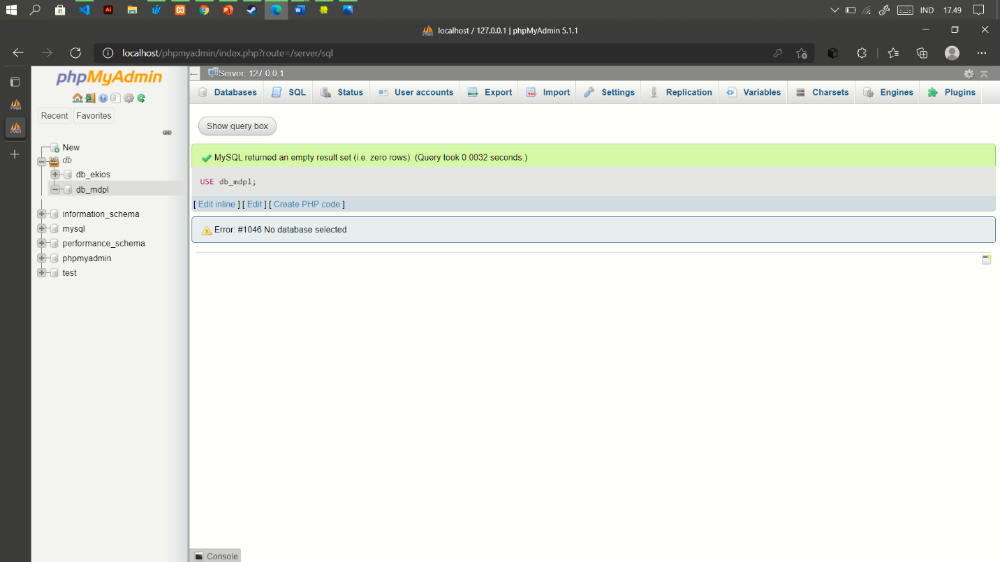 IND 17.49
localhost / 127.0.0.1 | phpMyAdmin 5.1.1
localhost/phpmyadmin/index.php?route=/server/sql
phpMyAdmin
Recent Favorites
New
db
db_ekios
db_mdpl
information_schema
mysql
performance_schema
phpmyadmin
test
Server: 127.0.0.1
Databases SQL Status User accounts Export Import Settings Replication Variables Charsets Engines Plugins
Show query box
MySQL returned an empty result set (i.e. zero rows). (Query took 0.0032 seconds.)
USE db_mdpl;
[ Edit inline ] [ Edit ] [ Create PHP code ]
Error: #1046 No database selected
Console